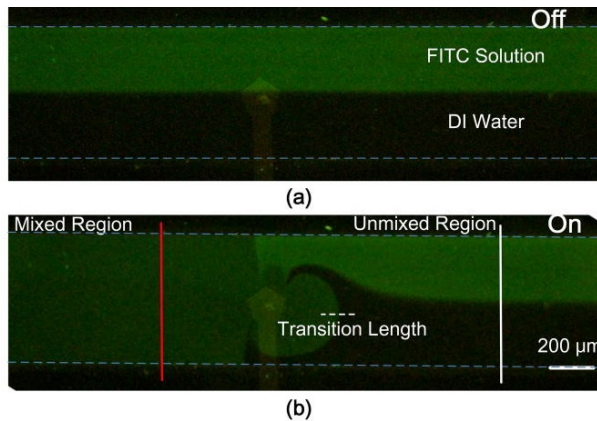 Off
FITC Solution
DI Water
(a)
Mixed Region
Unmixed Region
On
Transition Length
200 µm
(b)